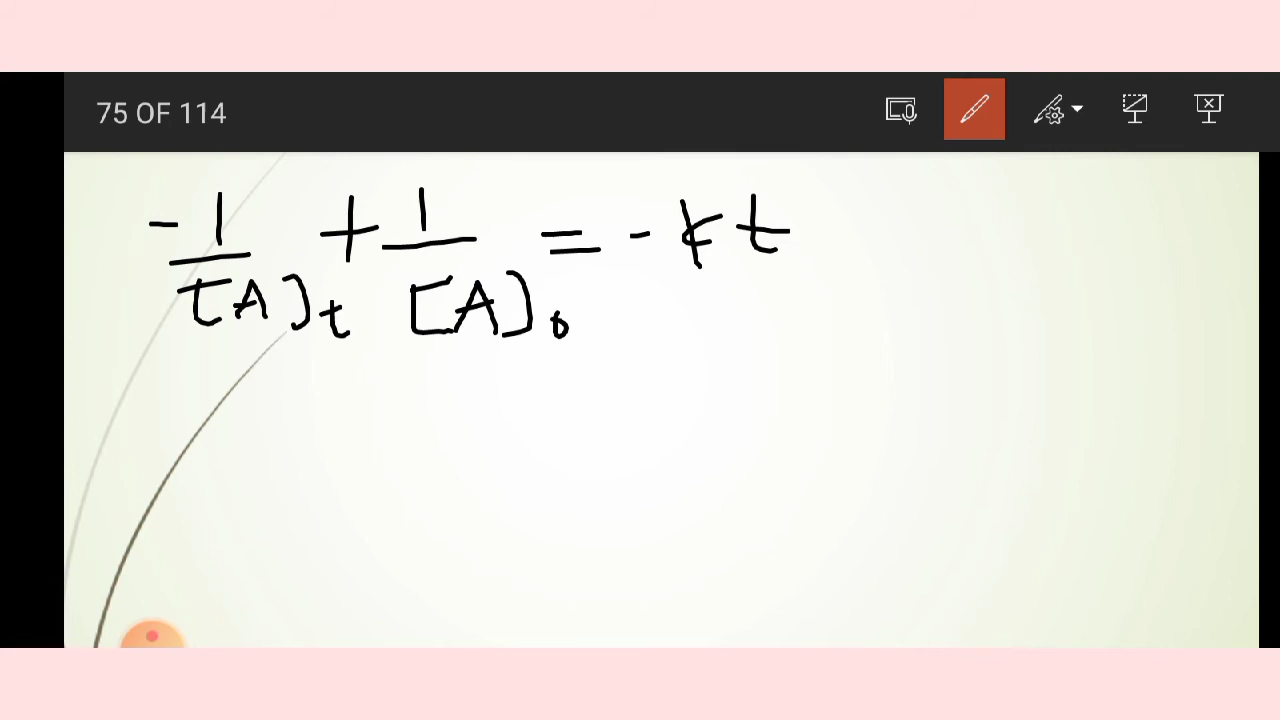 75 OF 114
- 1/[A]t + 1/[A]0 = - kt